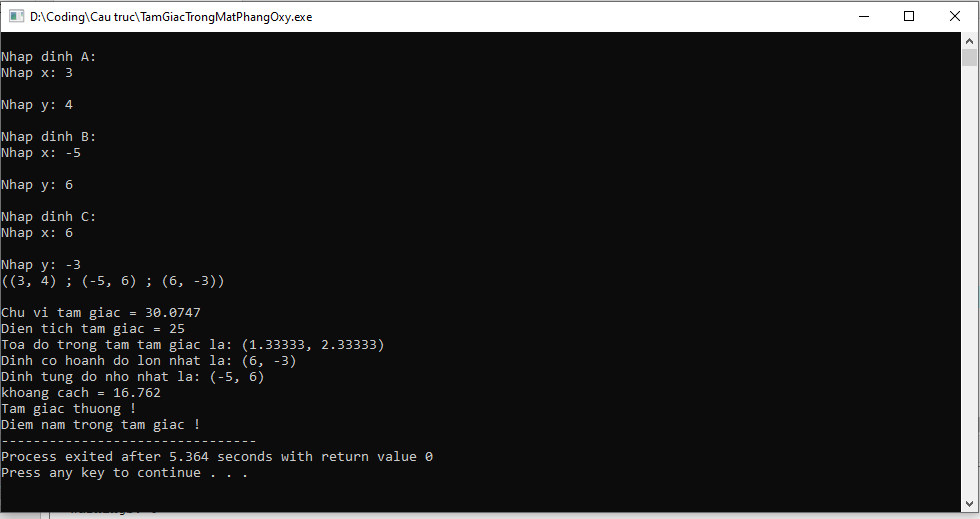 D:\Coding\Cau truc\TamGiacTrongMatPhangOxy.exe
Nhap dinh A:
Nhap x: 3
Nhap y: 4
Nhap dinh B:
Nhap x: -5
Nhap y: 6
Nhap dinh C:
Nhap x: 6
Nhap y: -3
((3, 4) ; (-5, 6) ; (6, -3))
Chu vi tam giac = 30.0747
Dien tich tam giac = 25
Toa do trong tam tam giac la: (1.33333, 2.33333)
Dinh co hoanh do lon nhat la: (6, -3)
Dinh tung do nho nhat la: (-5, 6)
khoang cach = 16.762
Tam giac thuong !
Diem nam trong tam giac !
--------------------------------
Process exited after 5.364 seconds with return value 0
Press any key to continue . . .